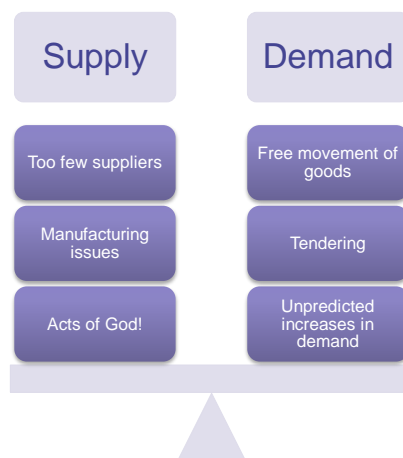 Supply
Demand
Too few suppliers
Free movement of
goods
Manufacturing
issues
Tendering
Acts of God!
Unpredicted
increases in
demand